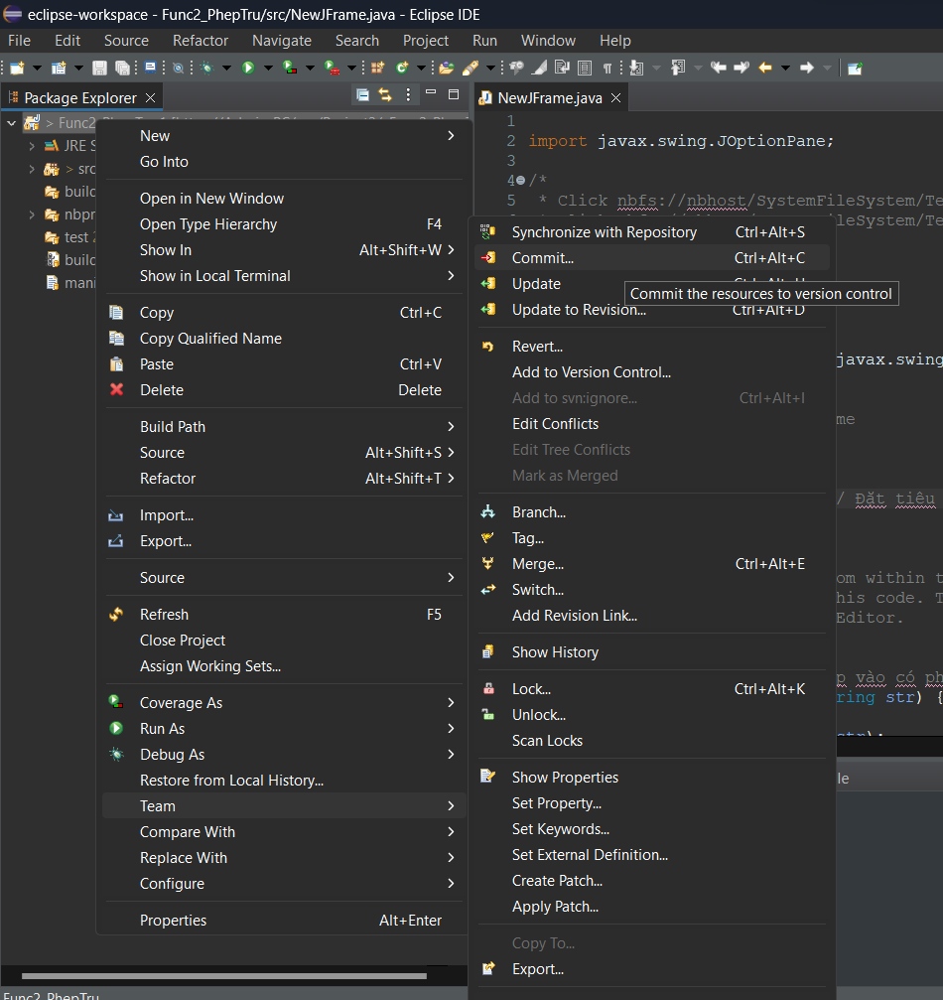 eclipse-workspace - Func2_PhepTru/src/NewJFrame.java - Eclipse IDE
File Edit Source Refactor Navigate Search Project Run Window Help
Package Explorer
NewJFrame.java
> Func2
JRE S
> src
build
nbpr
test 2
build
mani
1
2 import javax.swing.JOptionPane;
3
4 /*
5 * Click nbfs://nbhost/SystemFileSystem/Te
leSystem/Te
javax.swing
me
/ Đặt tiêu
om within t
his code. T
Editor.
p vào có ph
ring str) {
str);
le
New
Go Into
Open in New Window
Open Type Hierarchy F4
Show In Alt+Shift+W
Show in Local Terminal
Copy Ctrl+C
Copy Qualified Name
Paste Ctrl+V
Delete Delete
Build Path
Source Alt+Shift+S
Refactor Alt+Shift+T
Import...
Export...
Source
Refresh F5
Close Project
Assign Working Sets...
Coverage As
Run As
Debug As
Restore from Local History...
Team
Compare With
Replace With
Configure
Properties Alt+Enter
Synchronize with Repository Ctrl+Alt+S
Commit... Ctrl+Alt+C
Update Ctrl+Alt+U
Commit the resources to version control
Update to Revision... Ctrl+Alt+D
Revert...
Add to Version Control...
Add to svn:ignore... Ctrl+Alt+I
Edit Conflicts
Edit Tree Conflicts
Mark as Merged
Branch...
Tag...
Merge... Ctrl+Alt+E
Switch...
Add Revision Link...
Show History
Lock... Ctrl+Alt+K
Unlock...
Scan Locks
Show Properties
Set Property...
Set Keywords...
Set External Definition...
Create Patch...
Apply Patch...
Copy To...
Export...
Func2_PhepTru